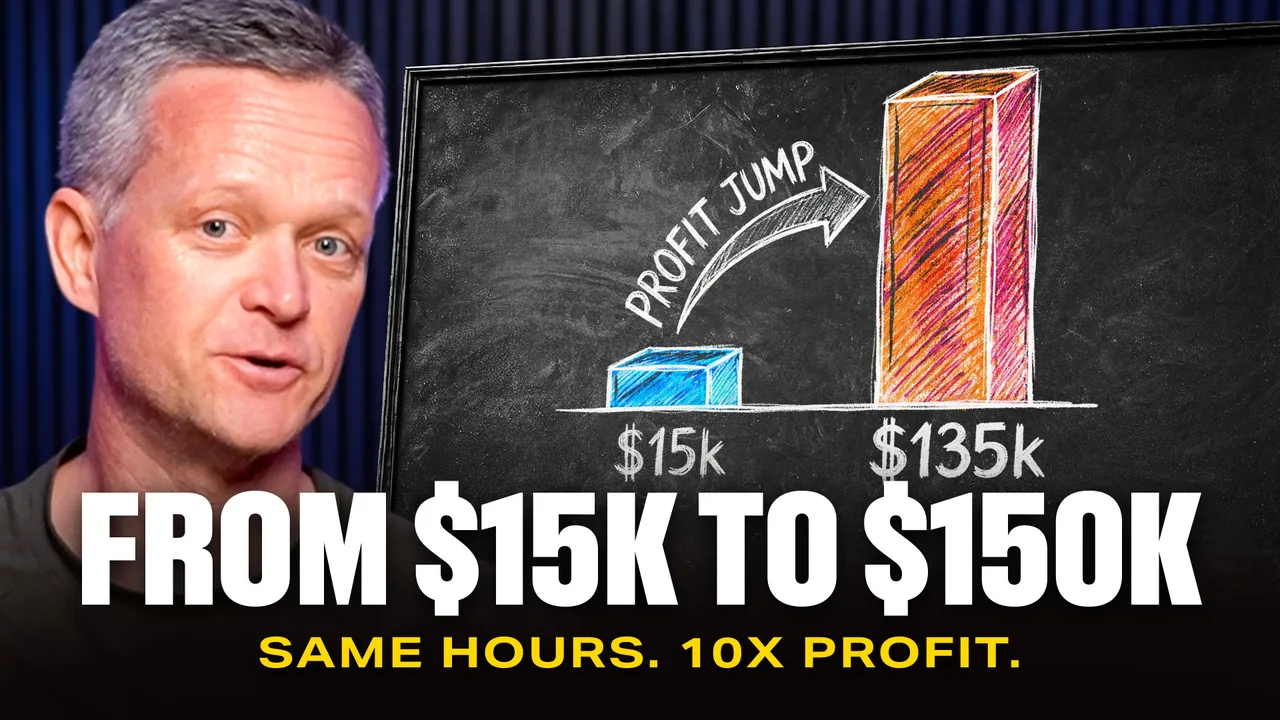 PROFIT JUMP
$15k
$135k
FROM $15K TO $150K
SAME HOURS. 10X PROFIT.